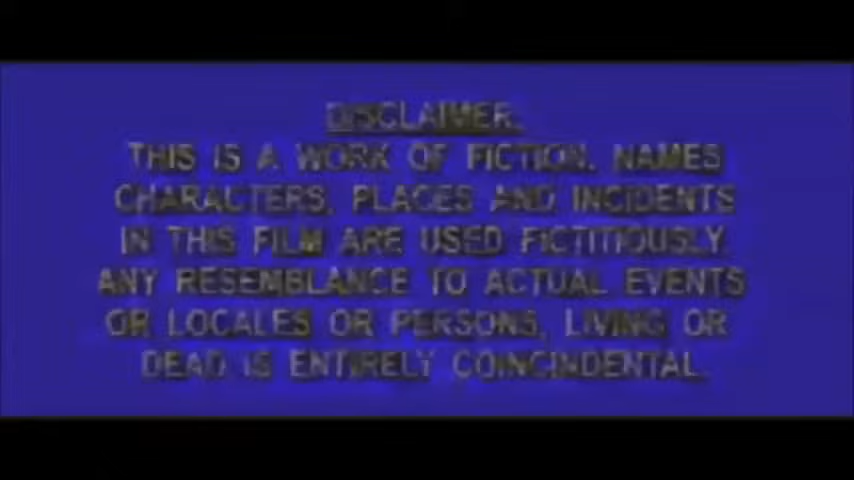 DISCLAIMER.
THIS IS A WORK OF FICTION. NAMES
CHARACTERS, PLACES AND INCIDENTS
IN THIS FILM ARE USED FICTITIOUSLY.
ANY RESEMBLANCE TO ACTUAL EVENTS
OR LOCALES OR PERSONS, LIVING OR
DEAD IS ENTIRELY COINCINDENTAL.